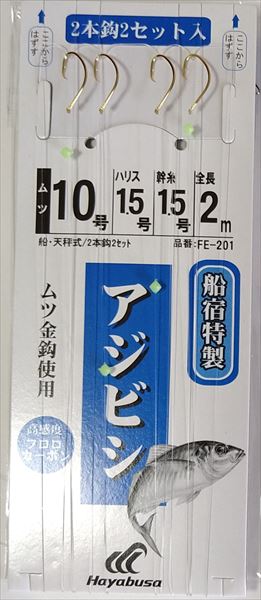 2本鈎2セット入
ここからはずす
ここからはずす
ムツ 10号 ハリス 1.5号 幹糸 1.5号 全長 2m
船・天秤式/2本鈎2セット 品番:FE-201
船宿特製
アジビシ
ムツ金鈎使用
高感度
フロロ
カーボン
Hayabusa